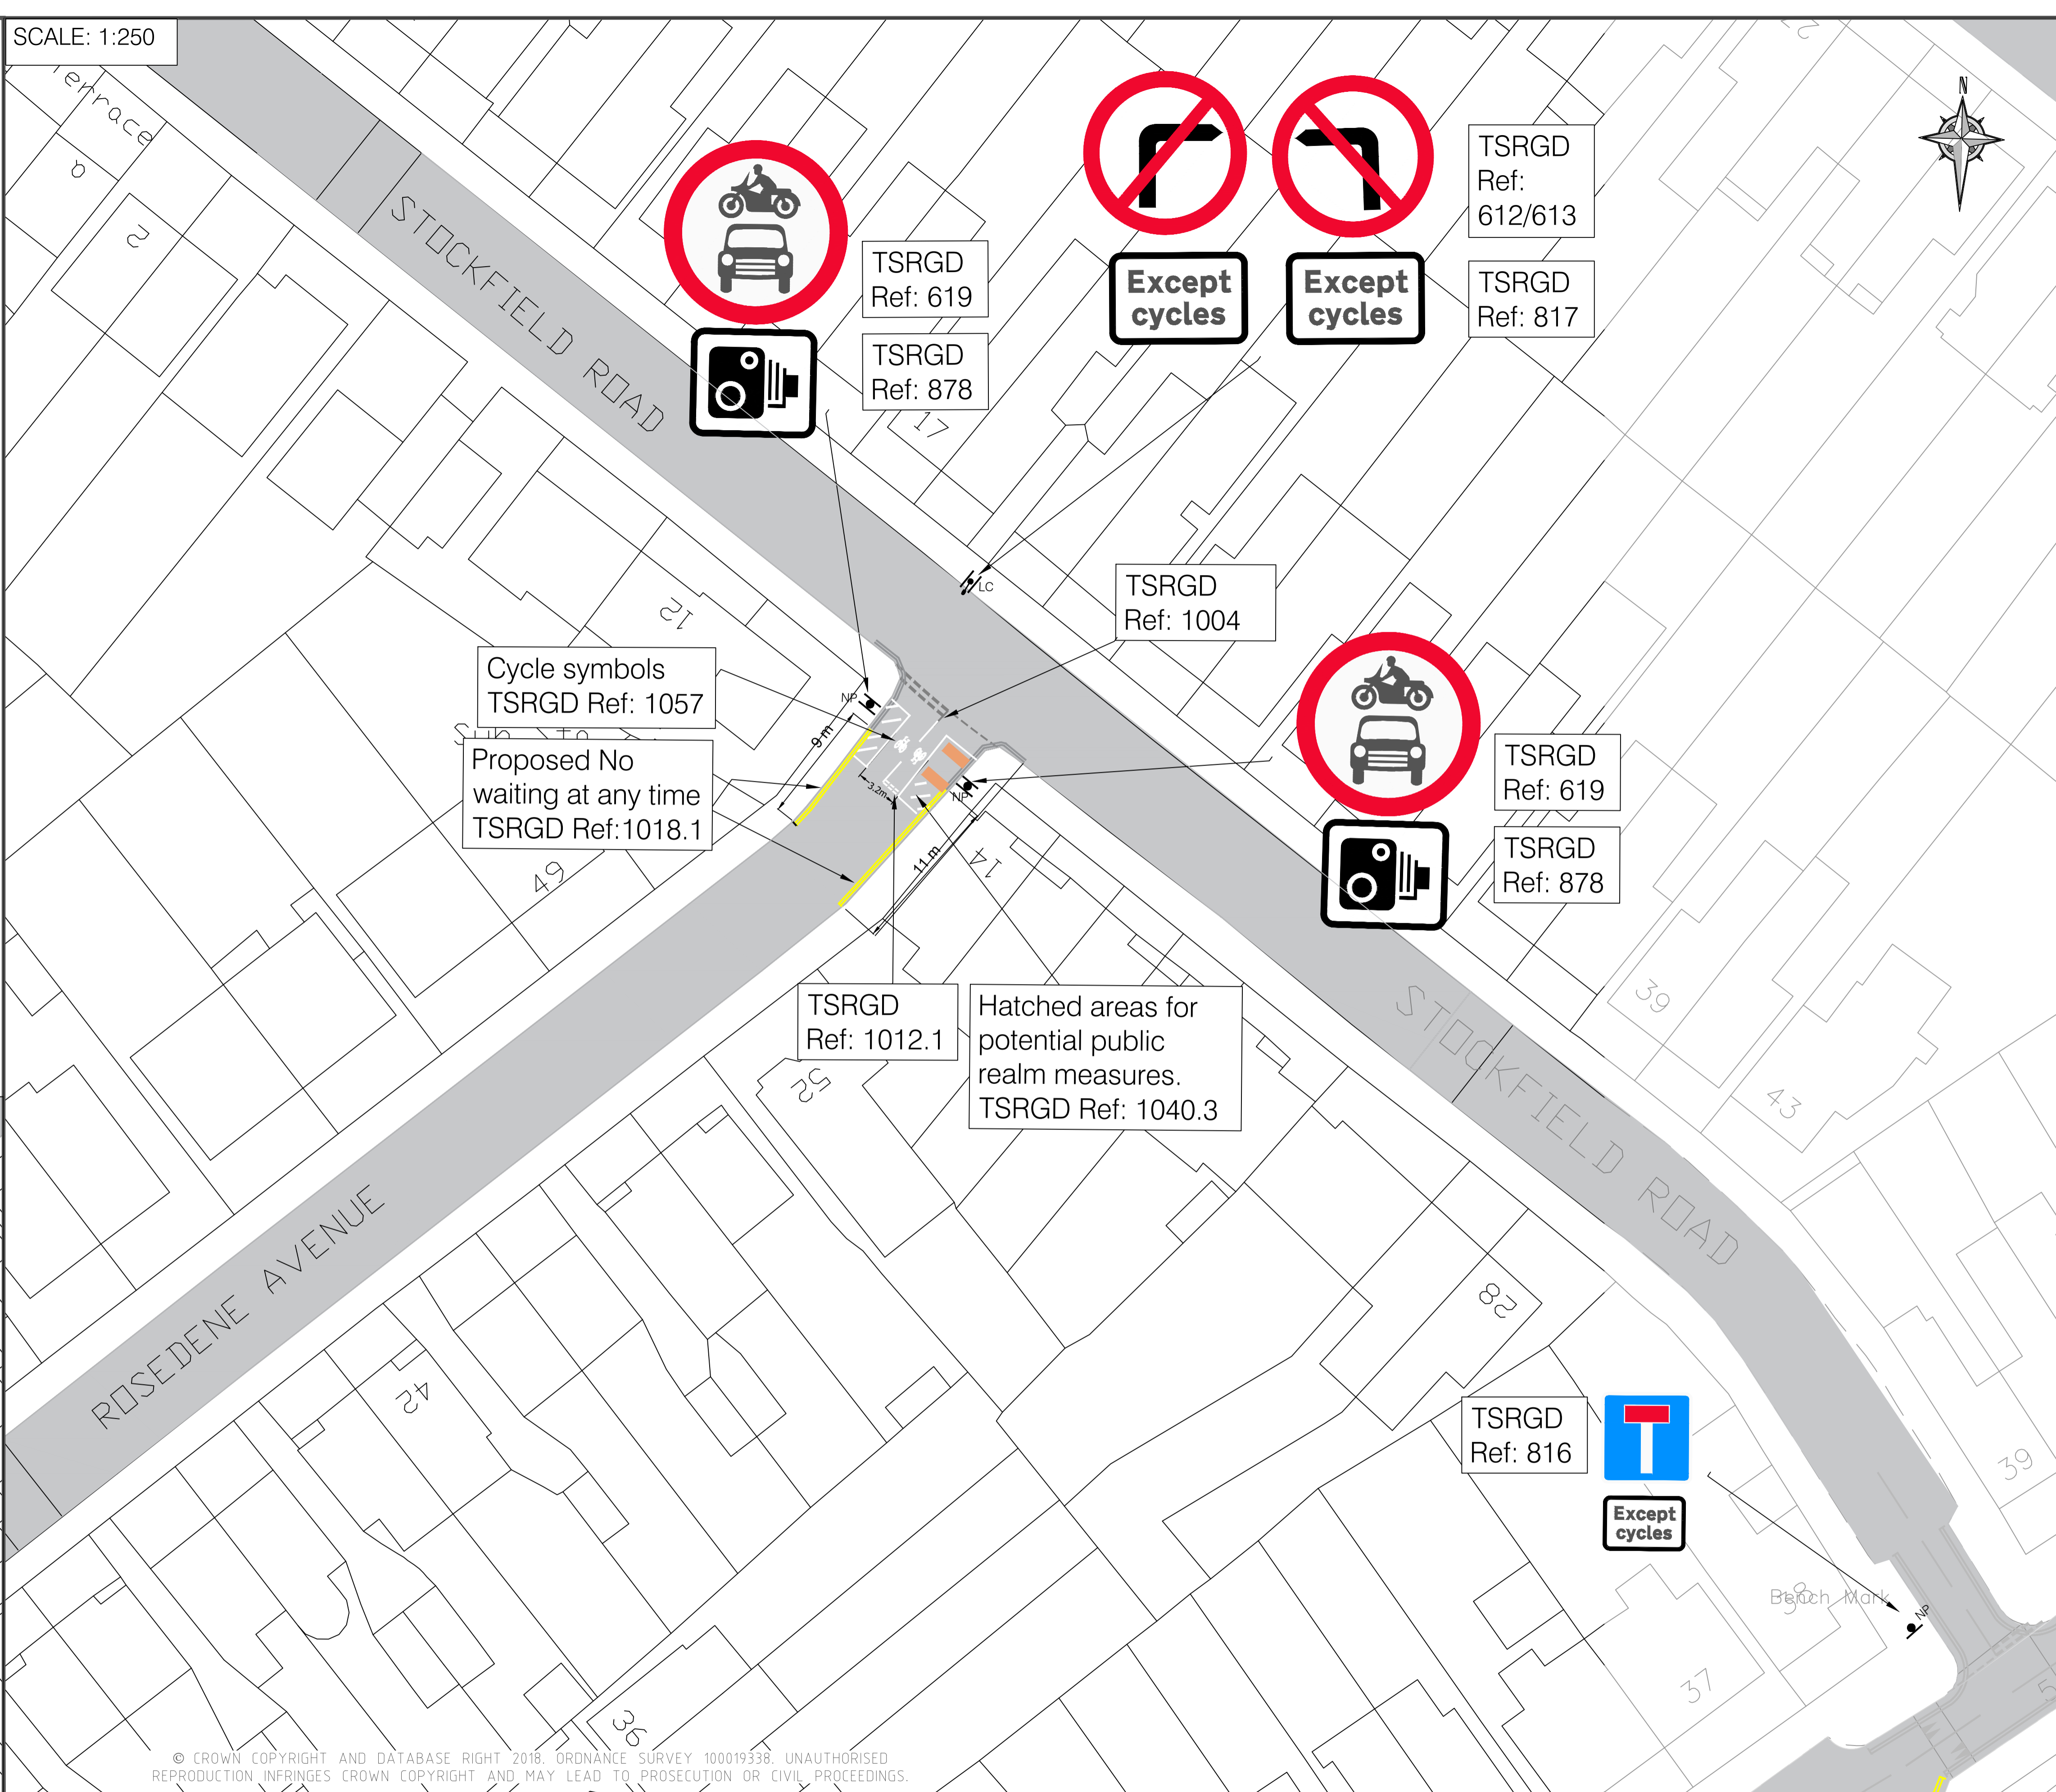 SCALE: 1:250
Terrace
2
N
STOCKFIELD ROAD
TSRGD
Ref: 619
TSRGD
Ref: 878
Except
cycles
Except
cycles
TSRGD
Ref:
612/613
TSRGD
Ref: 817
17
LC
TSRGD
Ref: 1004
12
Cycle symbols
TSRGD Ref: 1057
NP
9 m
3.2m
NP
11 m
14
Proposed No
waiting at any time
TSRGD Ref:1018.1
49
TSRGD
Ref: 619
TSRGD
Ref: 878
TSRGD
Ref: 1012.1
Hatched areas for
potential public
realm measures.
TSRGD Ref: 1040.3
52
39
43
STOCKFIELD ROAD
ROSEDENE AVENUE
42
28
TSRGD
Ref: 816
Except
cycles
39
Bench Mark
38
NP
37
36
© CROWN COPYRIGHT AND DATABASE RIGHT 2018. ORDNANCE SURVEY 100019338. UNAUTHORISED
REPRODUCTION INFRINGES CROWN COPYRIGHT AND MAY LEAD TO PROSECUTION OR CIVIL PROCEEDINGS.